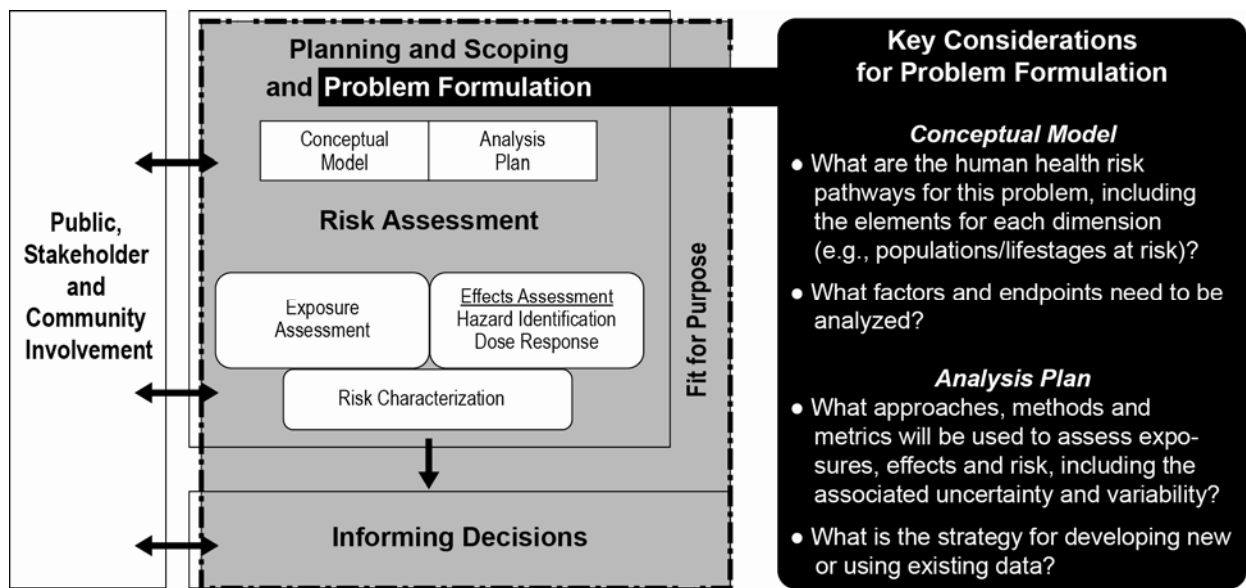 Public,
Stakeholder
and
Community
Involvement
Planning and Scoping
and Problem Formulation
Conceptual
Model
Analysis
Plan
Risk Assessment
Exposure
Assessment
Effects Assessment
Hazard Identification
Dose Response
Risk Characterization
Fit for Purpose
Informing Decisions
Key Considerations
for Problem Formulation
Conceptual Model
● What are the human health risk
pathways for this problem, including
the elements for each dimension
(e.g., populations/lifestages at risk)?
● What factors and endpoints need to be
analyzed?
Analysis Plan
● What approaches, methods and
metrics will be used to assess expo-
sures, effects and risk, including the
associated uncertainty and variability?
● What is the strategy for developing new
or using existing data?